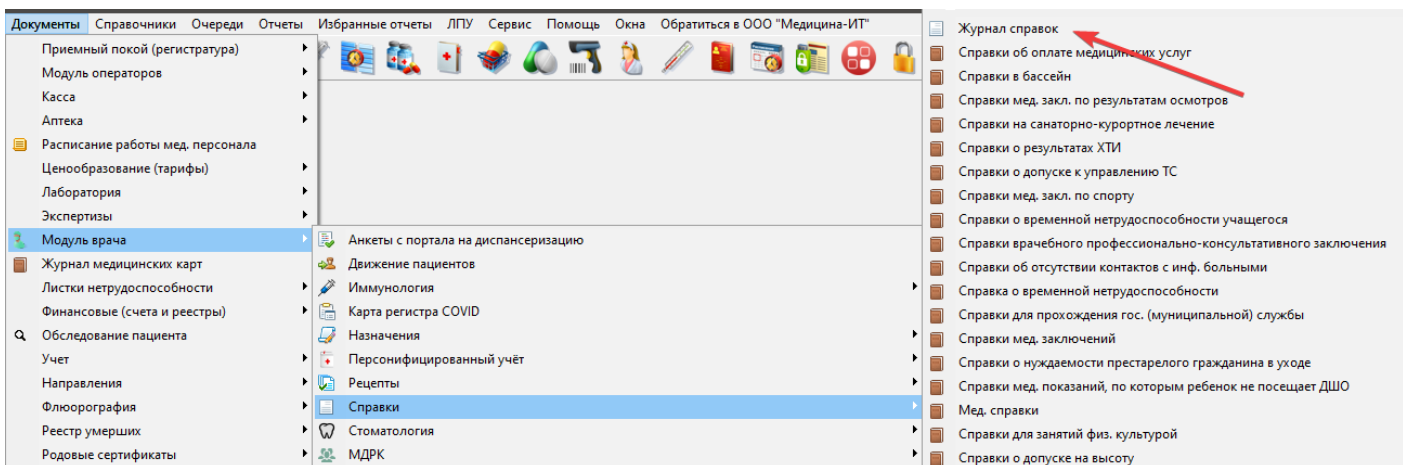 Документы Справочники Очереди Отчеты Избранные отчеты ЛПУ Сервис Помощь Окна Обратиться в ООО "Медицина-ИТ"
Приемный покой (регистратура)
Модуль операторов
Касса
Аптека
Расписание работы мед. персонала
Ценообразование (тарифы)
Лаборатория
Экспертизы
Модуль врача
Журнал медицинских карт
Листки нетрудоспособности
Финансовые (счета и реестры)
Обследование пациента
Учет
Направления
Флюорография
Реестр умерших
Родовые сертификаты
Анкеты с портала на диспансеризацию
Движение пациентов
Иммунология
Карта регистра COVID
Назначения
Персонифицированный учёт
Рецепты
Справки
Стоматология
МДРК
Журнал справок
Справки об оплате медицинских услуг
Справки в бассейн
Справки мед. закл. по результатам осмотров
Справки на санаторно-курортное лечение
Справки о результатах ХТИ
Справки о допуске к управлению ТС
Справки мед. закл. по спорту
Справки о временной нетрудоспособности учащегося
Справки врачебного профессионально-консультативного заключения
Справки об отсутствии контактов с инф. больными
Справка о временной нетрудоспособности
Справки для прохождения гос. (муниципальной) службы
Справки мед. заключений
Справки о нуждаемости престарелого гражданина в уходе
Справки мед. показаний, по которым ребенок не посещает ДШО
Мед. справки
Справки для занятий физ. культурой
Справки о допуске на высоту